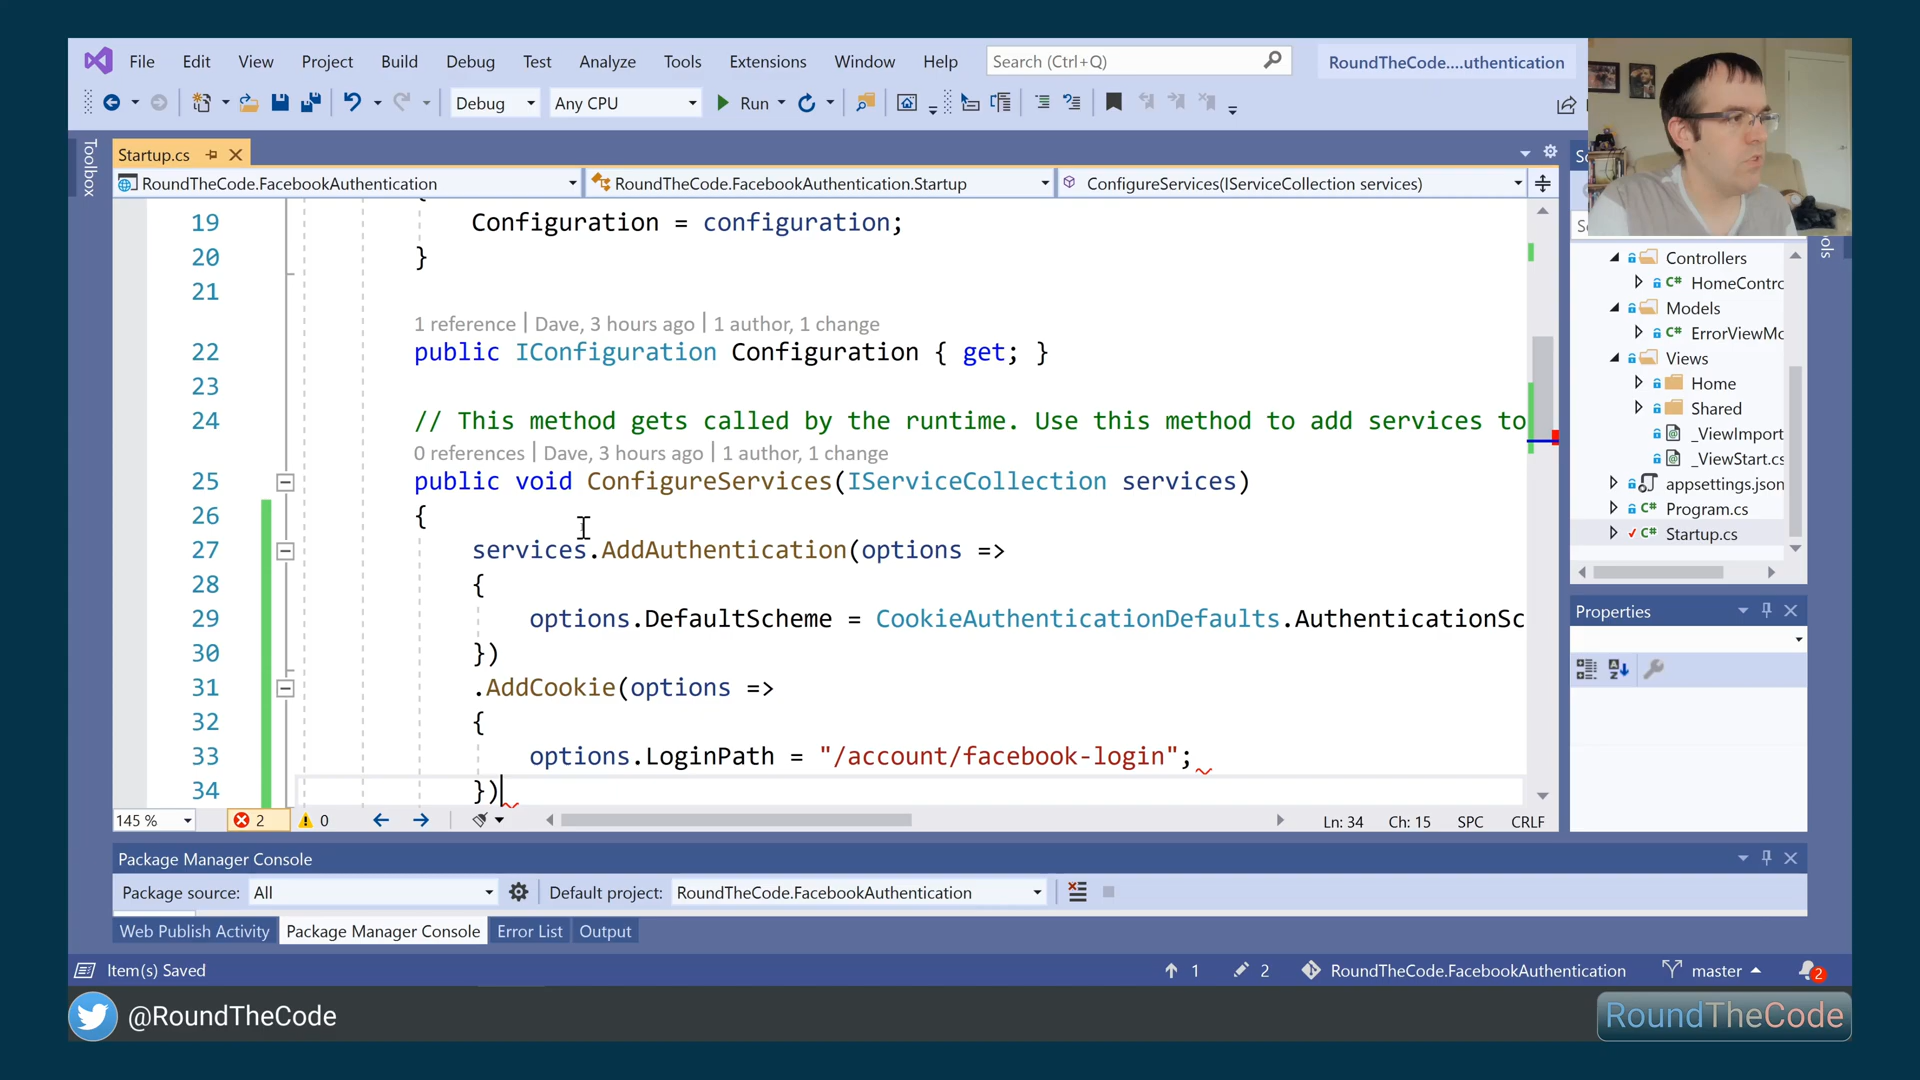 File Edit View Project Build Debug Test Analyze Tools Extensions Window Help Search (Ctrl+Q) RoundTheCode....uthentication
Debug Any CPU Run
Toolbox
Startup.cs
RoundTheCode.FacebookAuthentication RoundTheCode.FacebookAuthentication.Startup ConfigureServices(IServiceCollection services)
19 Configuration = configuration;
20 }
21
1 reference | Dave, 3 hours ago | 1 author, 1 change
22 public IConfiguration Configuration { get; }
23
24 // This method gets called by the runtime. Use this method to add services to
0 references | Dave, 3 hours ago | 1 author, 1 change
25 public void ConfigureServices(IServiceCollection services)
26 {
27 services.AddAuthentication(options =>
28 {
29 options.DefaultScheme = CookieAuthenticationDefaults.AuthenticationSc
30 })
31 .AddCookie(options =>
32 {
33 options.LoginPath = "/account/facebook-login";
34 })
145 % 2 0 Ln: 34 Ch: 15 SPC CRLF
Controllers
C# HomeContro
Models
C# ErrorViewMo
Views
Home
Shared
_ViewImport
_ViewStart.cs
appsettings.json
C# Program.cs
C# Startup.cs
Properties
Package Manager Console
Package source: All Default project: RoundTheCode.FacebookAuthentication
Web Publish Activity Package Manager Console Error List Output
Item(s) Saved 1 2 RoundTheCode.FacebookAuthentication master 2
@RoundTheCode RoundTheCode